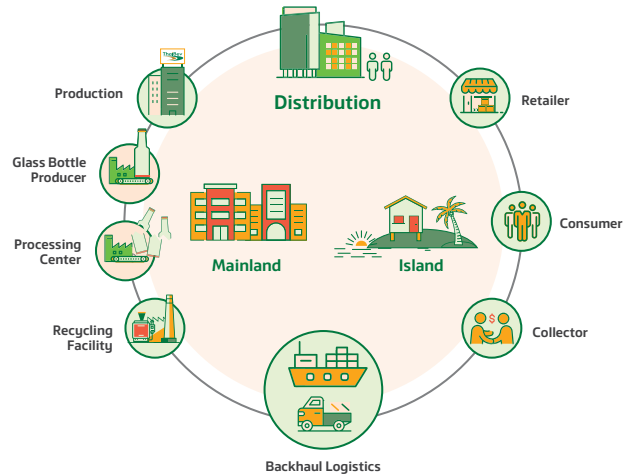 Distribution
Production
Retailer
Glass Bottle
Producer
Consumer
Processing
Center
Mainland
Island
Recycling
Facility
Collector
$
Backhaul Logistics